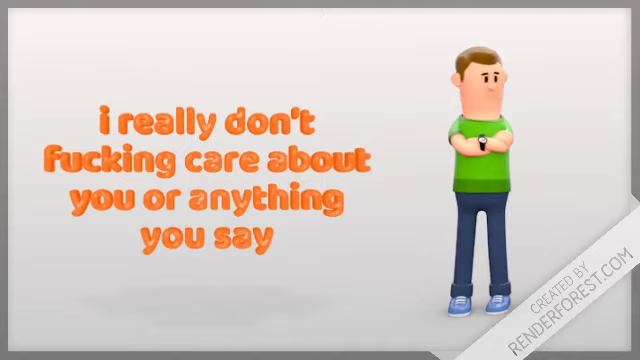 i really don't
fucking care about
you or anything
you say
CREATED BY
RENDERFOREST.COM